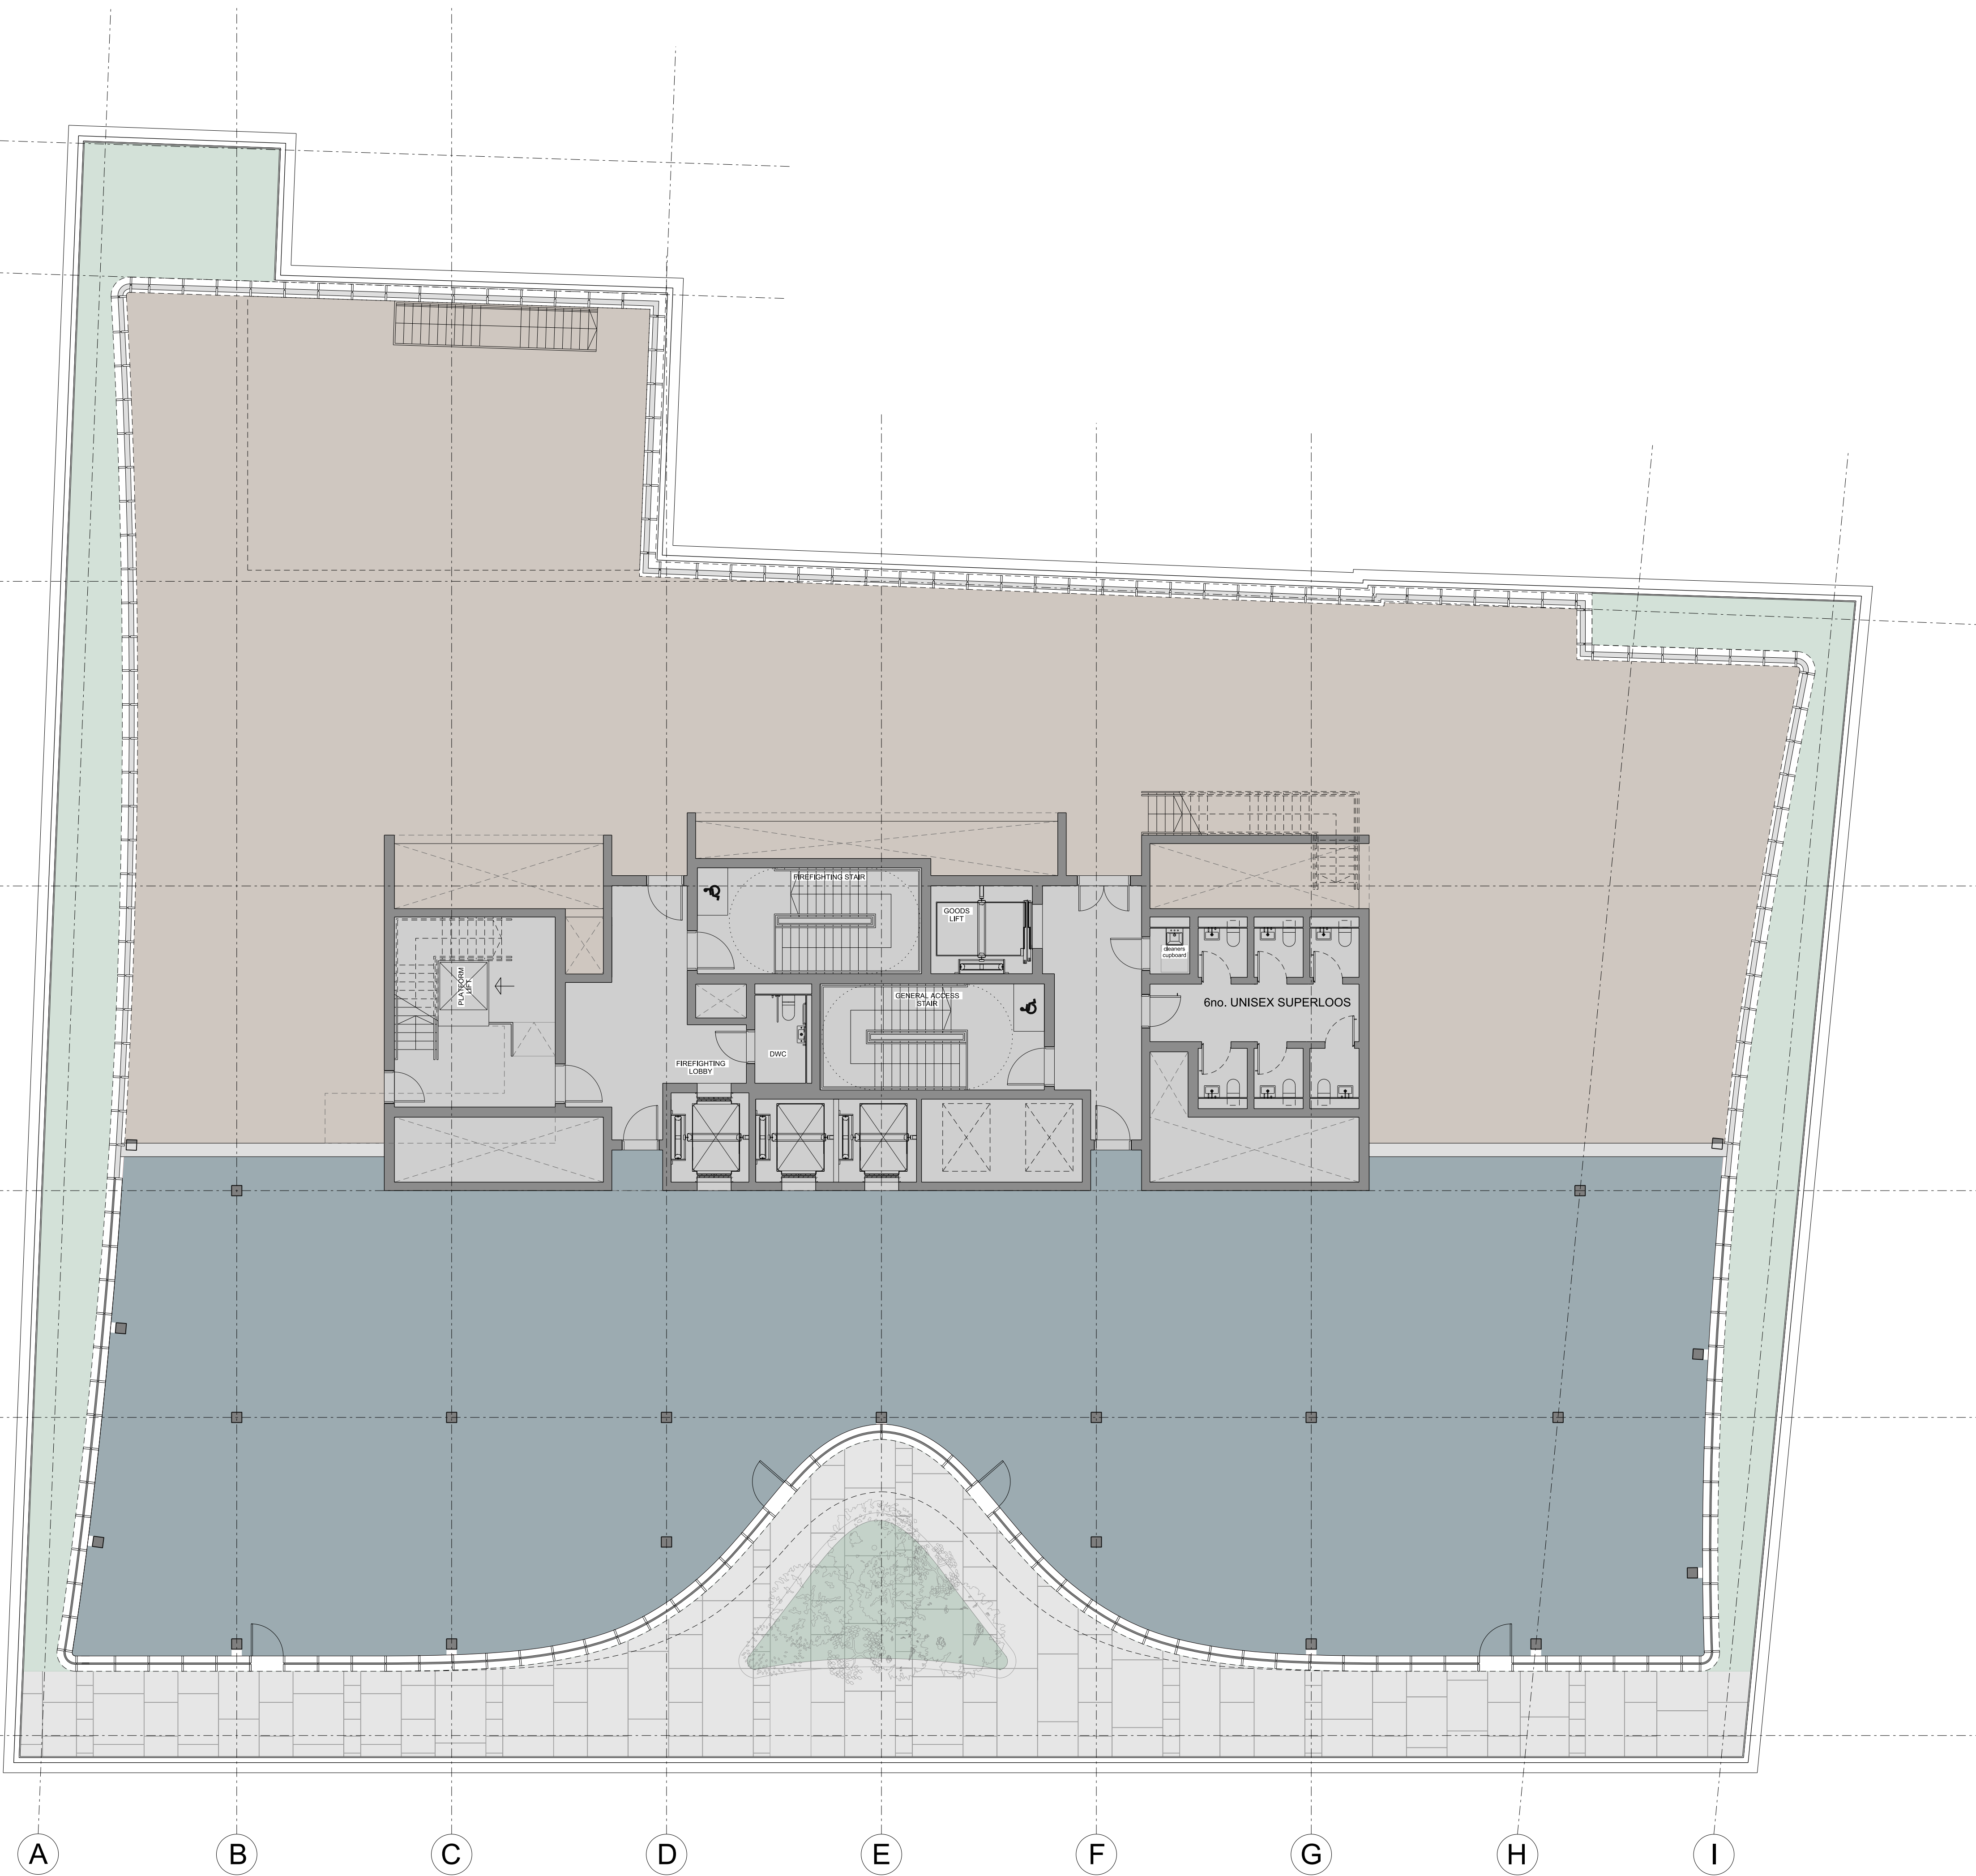 FIREFIGHTING STAIR
GOODS
LIFT
cleaners
cupboard
PLATFORM
LIFT
GENERAL ACCESS
STAIR
6no. UNISEX SUPERLOOS
DWC
FIREFIGHTING
LOBBY
A
B
C
D
E
F
G
H
I